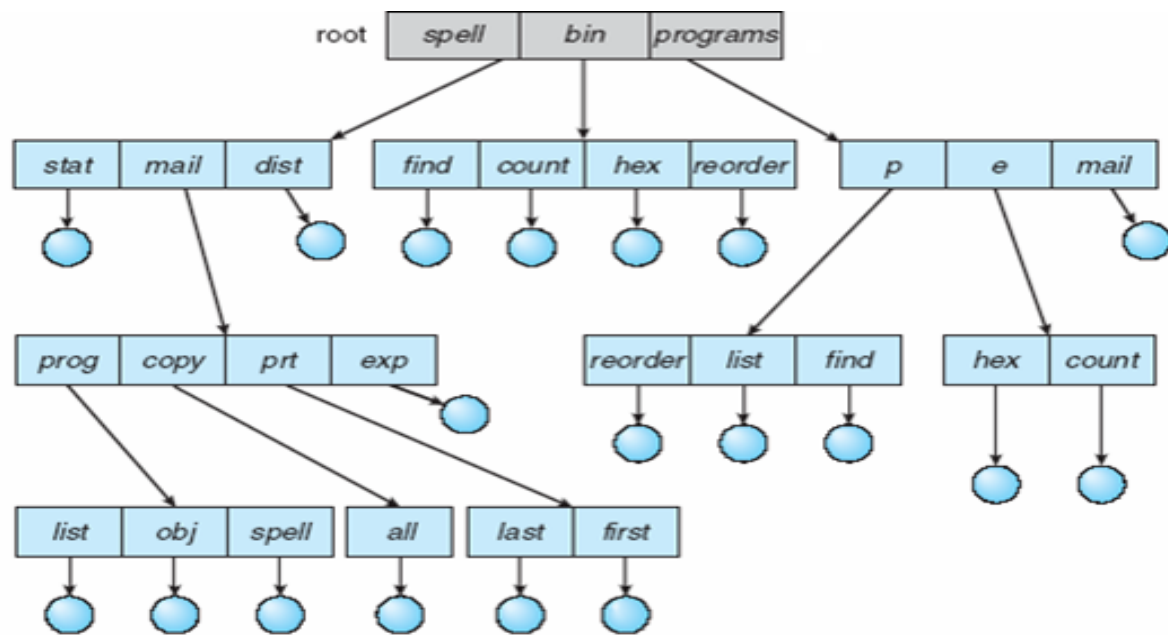 root spell bin programs
stat mail dist find count hex reorder p e mail
prog copy prt exp reorder list find hex count
list obj spell all last first